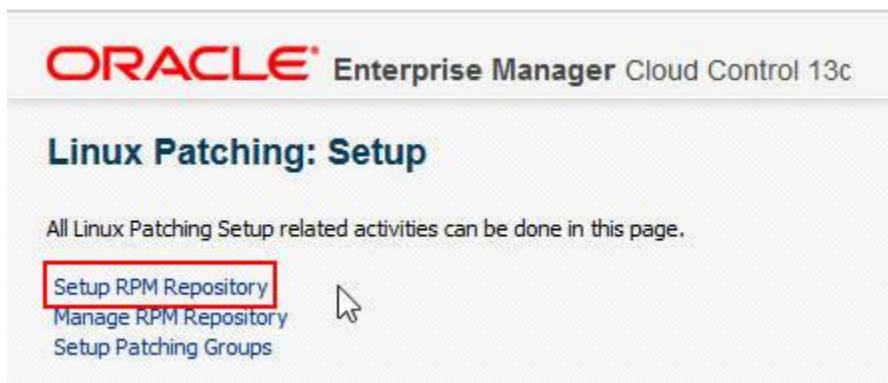 ORACLE Enterprise Manager Cloud Control 13c
Linux Patching: Setup
All Linux Patching Setup related activities can be done in this page.
Setup RPM Repository
Manage RPM Repository
Setup Patching Groups